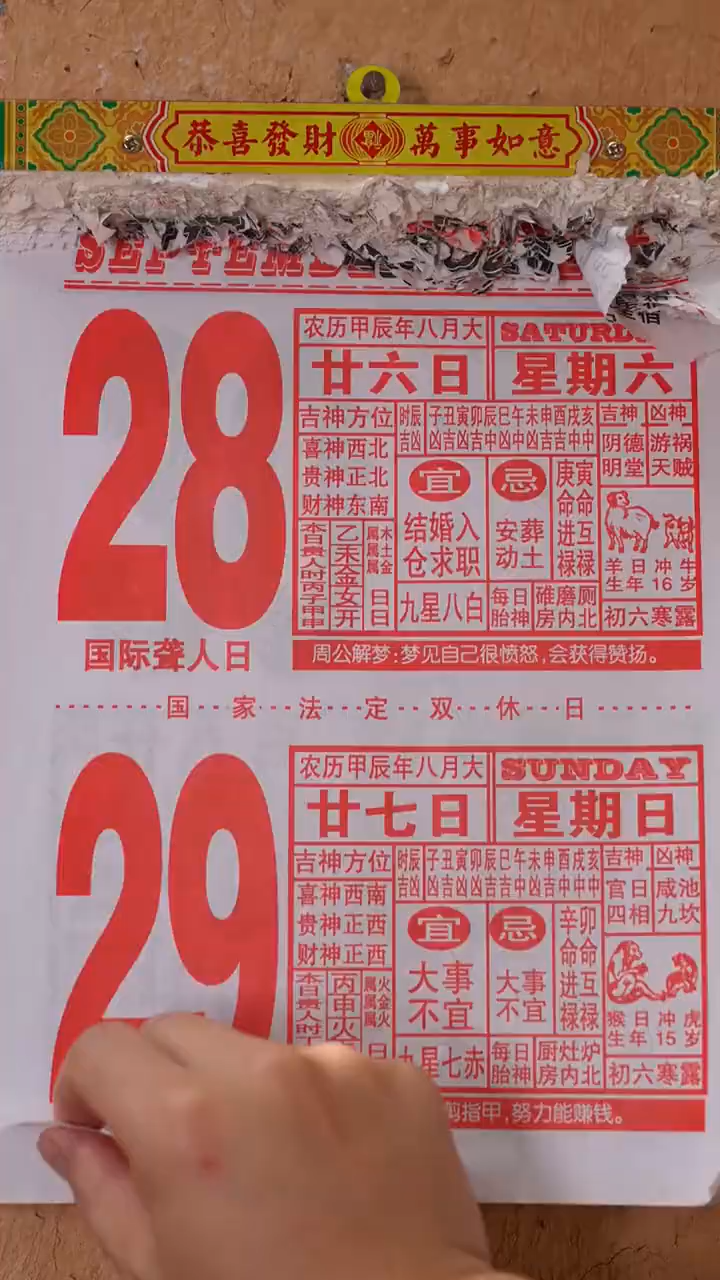 恭喜發財 萬事如意
SEPTEMB
28
国际聋人日
农历甲辰年八月大
廿六日
星期六
吉神方位
喜神西北
贵神正北
财神东南
时辰吉凶
子丑寅卯辰巳午未申酉戌亥
凶吉凶吉中凶中凶吉吉中中
宜
结婚入
仓求职
忌
安葬
动土
庚寅
命命
进互
禄禄
吉神
阴德
明堂
凶神
游祸
天贼
羊日冲牛
生年16岁
九星八白
每日胎神
碓磨厕
房内北
初六寒露
周公解梦:梦见自己很愤怒,会获得赞扬。
国家法定双休日
29
农历甲辰年八月大
SUNDAY
廿七日
星期日
吉神方位
喜神西南
贵神正西
财神正西
时辰吉凶
子丑寅卯辰巳午未申酉戌亥
宜
大事
不宜
忌
大事
不宜
辛卯
命命
进互
禄禄
吉神
官日
四相
凶神
咸池
九坎
猴日冲虎
生年15岁
九星七赤
每日胎神
厨灶炉
房内北
初六寒露
剪指甲,努力能赚钱。